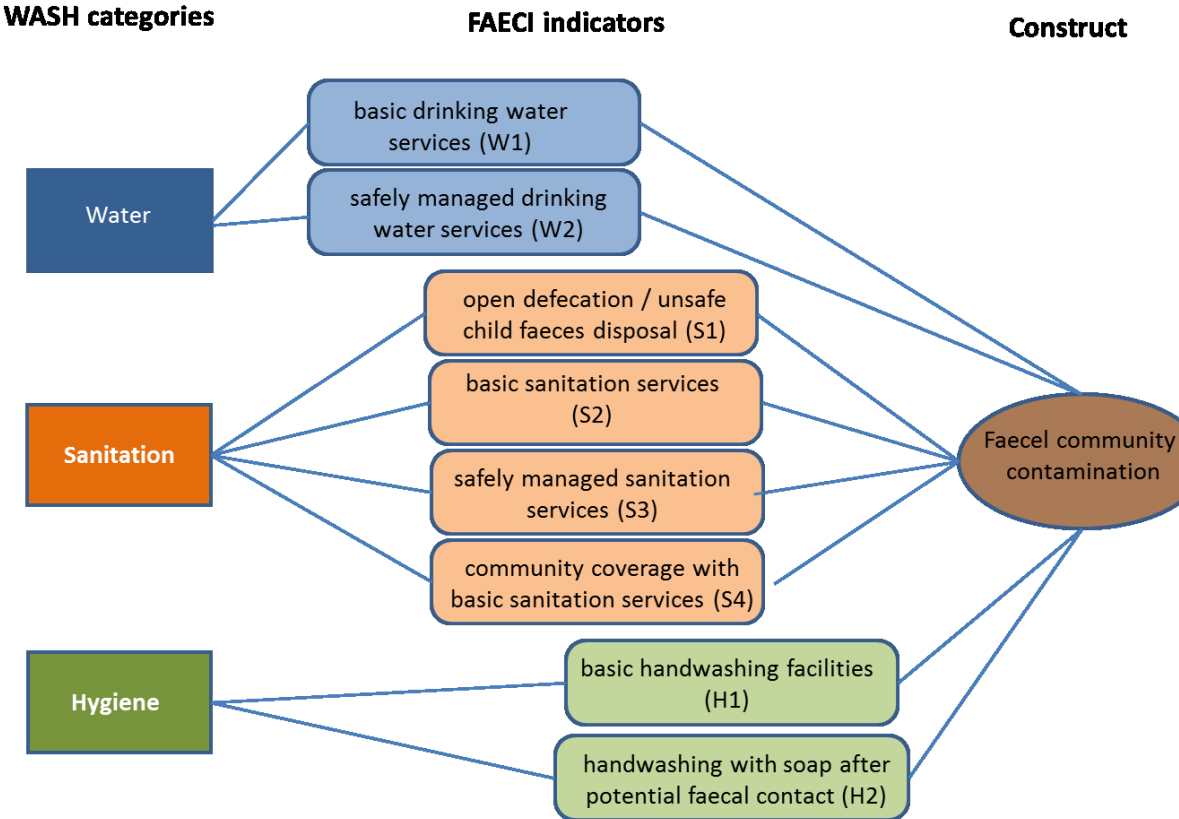 WASH categories
FAECI indicators
Construct
basic drinking water
services (W1)
Water
safely managed drinking
water services (W2)
open defecation / unsafe
child faeces disposal (S1)
basic sanitation services
(S2)
Sanitation
safely managed sanitation
services (S3)
community coverage with
basic sanitation services (S4)
Faecel community
contamination
Hygiene
basic handwashing facilities
(H1)
handwashing with soap after
potential faecal contact (H2)